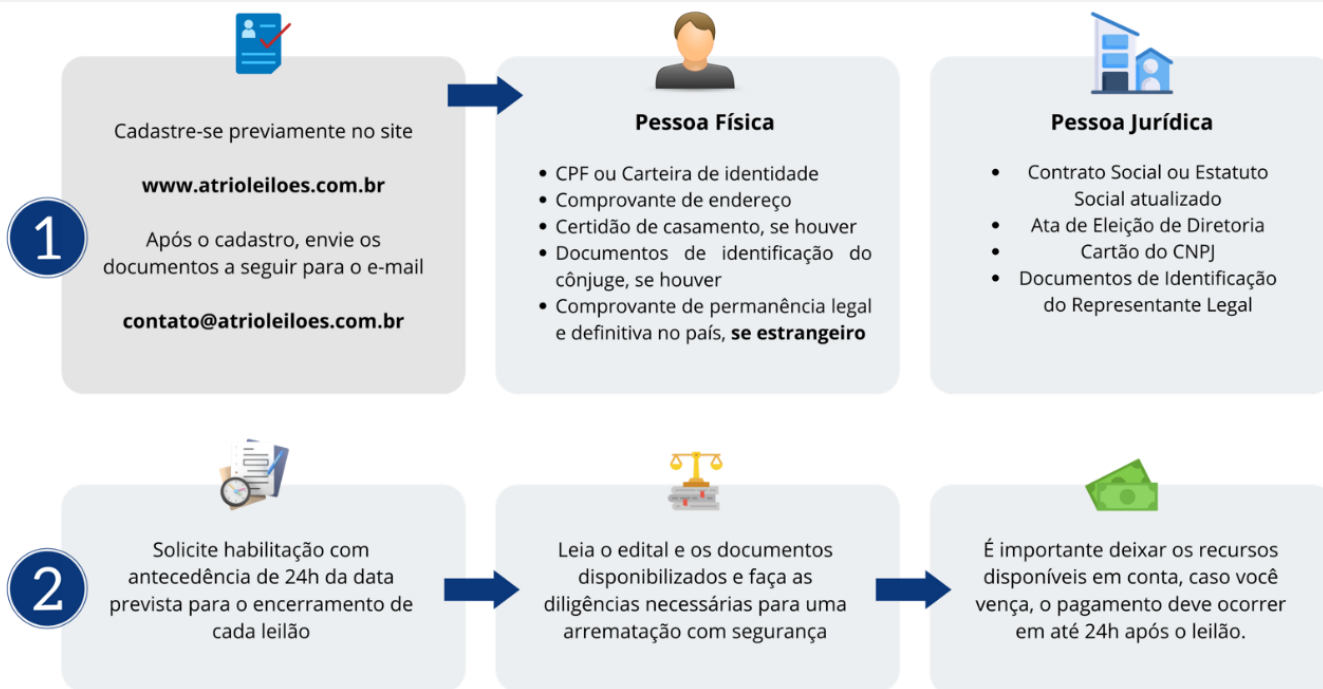 1
Cadastre-se previamente no site
www.atrioleiloes.com.br
Após o cadastro, envie os
documentos a seguir para o e-mail
contato@atrioleiloes.com.br
Pessoa Física
• CPF ou Carteira de identidade
• Comprovante de endereço
• Certidão de casamento, se houver
• Documentos de identificação do
cônjuge, se houver
• Comprovante de permanência legal
e definitiva no país, se estrangeiro
Pessoa Jurídica
• Contrato Social ou Estatuto
Social atualizado
• Ata de Eleição de Diretoria
• Cartão do CNPJ
• Documentos de Identificação
do Representante Legal
2
Solicite habilitação com
antecedência de 24h da data
prevista para o encerramento de
cada leilão
Leia o edital e os documentos
disponibilizados e faça as
diligências necessárias para uma
arrematação com segurança
É importante deixar os recursos
disponíveis em conta, caso você
vença, o pagamento deve ocorrer
em até 24h após o leilão.